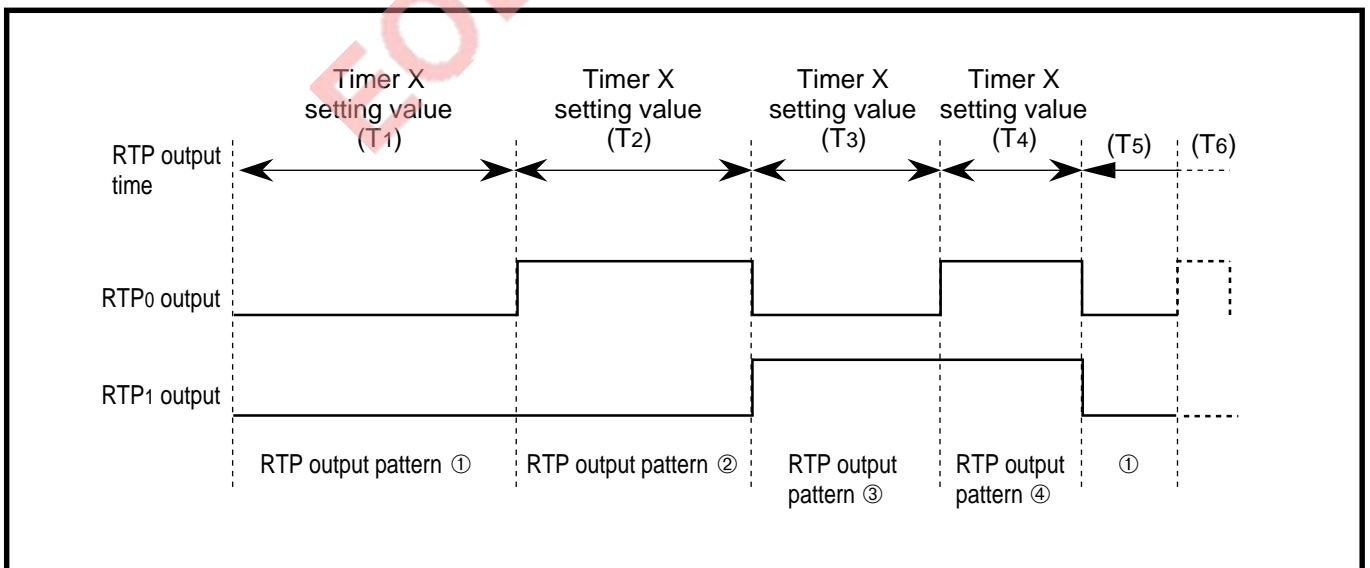 EOL
Timer X
setting value
(T1)
Timer X
setting value
(T2)
Timer X
setting value
(T3)
Timer X
setting value
(T4)
(T5)
(T6)
RTP output
time
RTP0 output
RTP1 output
RTP output pattern ①
RTP output pattern ②
RTP output
pattern ③
RTP output
pattern ④
①